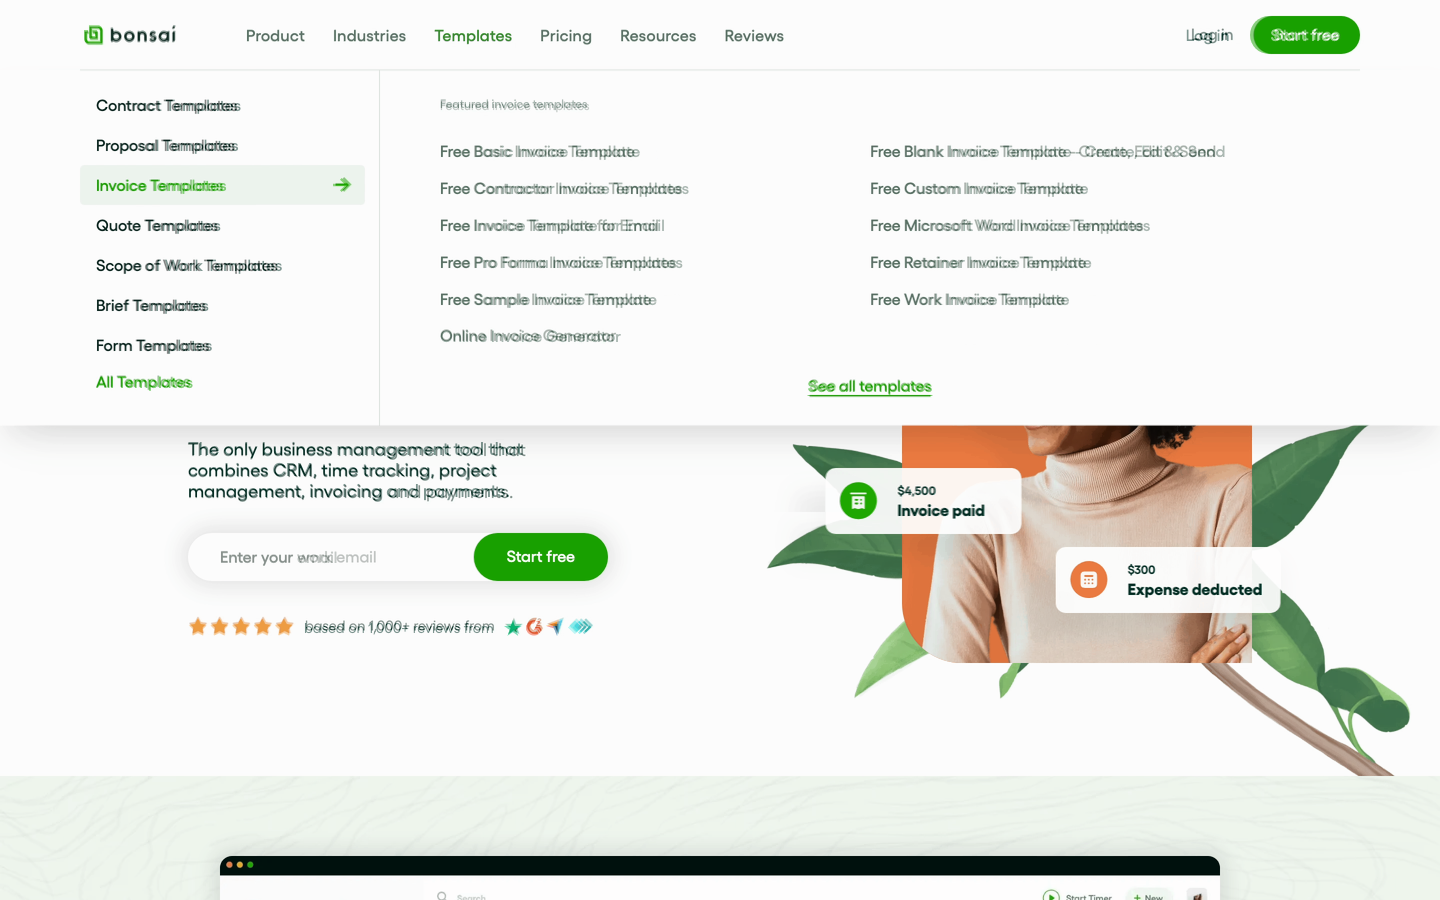 bonsai
Product
Industries
Templates
Pricing
Resources
Reviews
Login
Start free
Contract Templates
Proposal Templates
Invoice Templates
Quote Templates
Scope of Work Templates
Brief Templates
Form Templates
All Templates
Featured invoice templates
Free Basic Invoice Template
Free Blank Invoice Template - Create, Edit & Send
Free Contractor Invoice Templates
Free Custom Invoice Template
Free Invoice Template for Email
Free Microsoft Word Invoice Templates
Free Pro Forma Invoice Templates
Free Retainer Invoice Template
Free Sample Invoice Template
Free Work Invoice Template
Online Invoice Generator
See all templates
The only business management tool that
combines CRM, time tracking, project
management, invoicing and payments.
Enter your work email
Start free
based on 1,000+ reviews from
$4,500
Invoice paid
$300
Expense deducted
Search
Start Timer
+ New